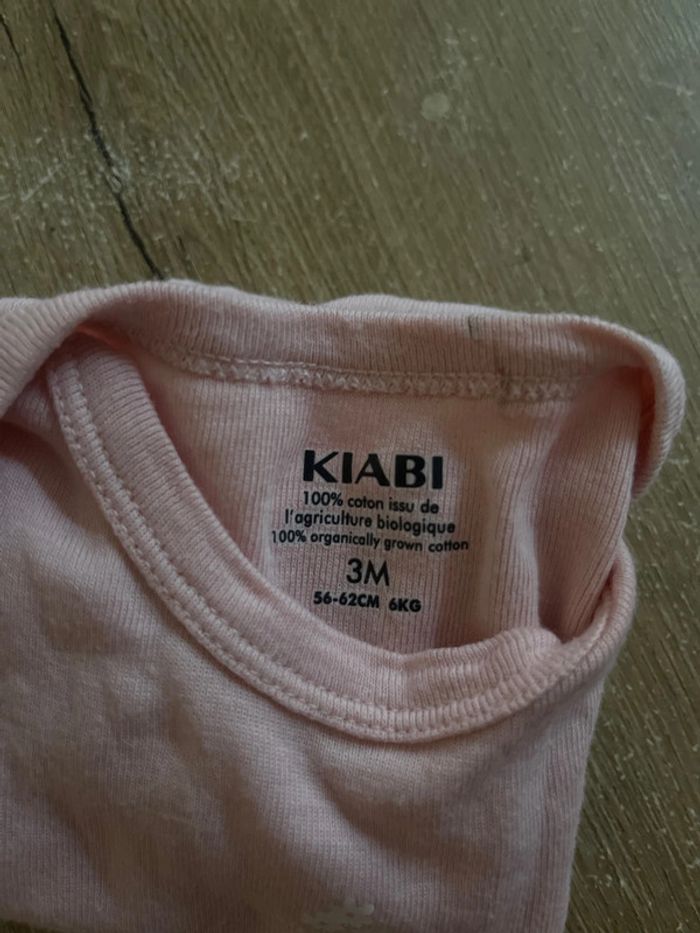 KIABI
100% coton issu de
l'agriculture biologique
100% organically grown cotton
3M
56-62CM 6KG